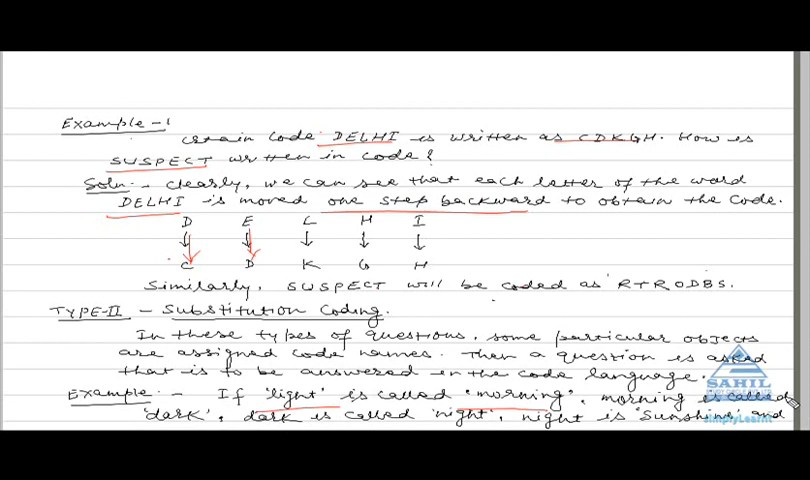 Example-1
certain code DELHI is written as CDKGH. How is
SUSPECT written in code?
Soln - Clearly, we can see that each letter of the word
DELHI is moved one step backward to obtain the code.
D E L H I
C D K G H
Similarly, SUSPECT will be coded as RTRODBS.
TYPE-II - Substitution Coding.
In these types of questions, some particular objects
are assigned code names. Then a question is asked
that is to be answered in the code language.
Example - If 'light' is called 'morning', morning is called
'dark', dark is called 'night', night is 'Sunshine' and
SAHIL
simplyLearnt